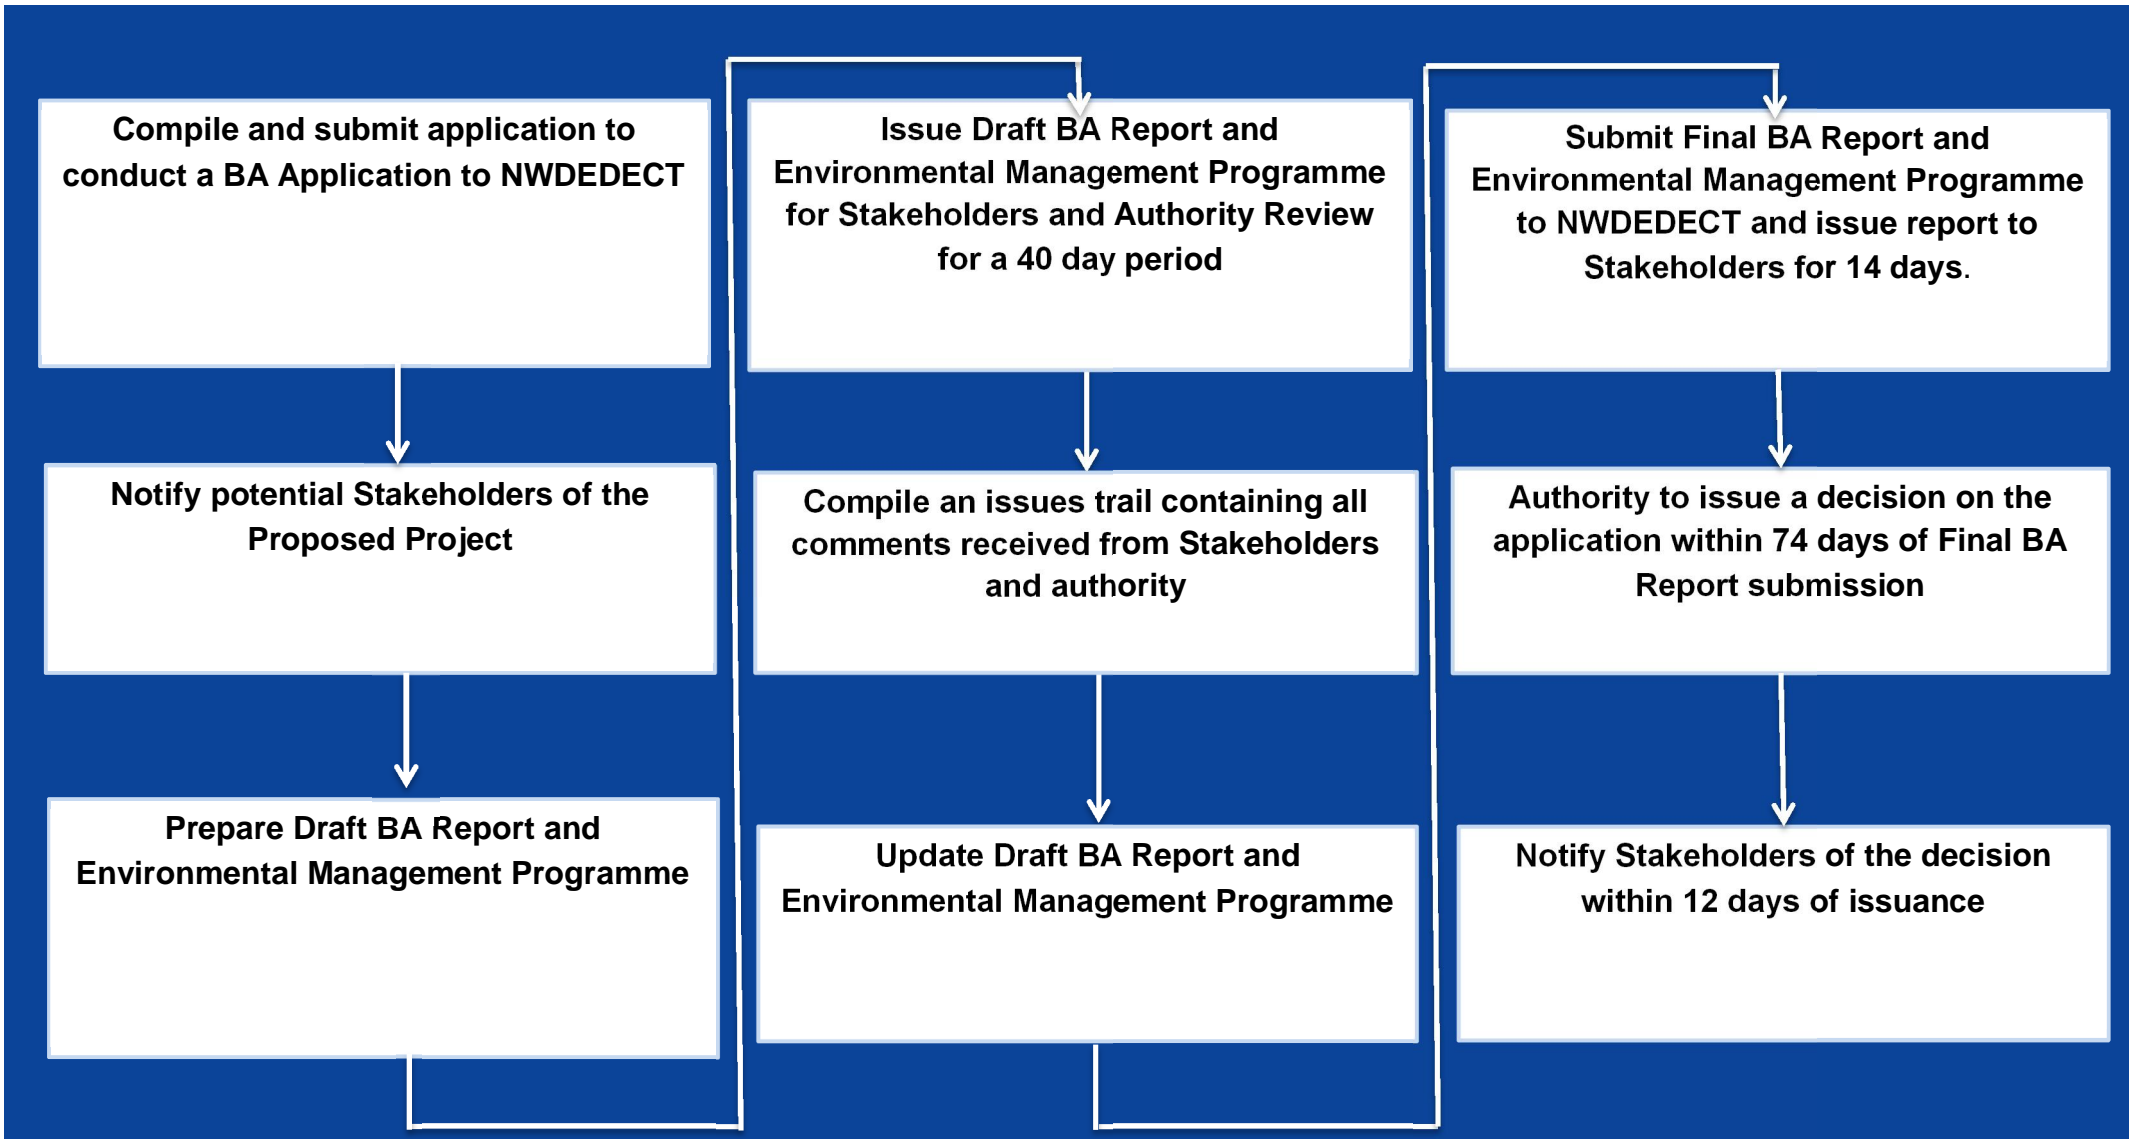 Compile and submit application to
conduct a BA Application to NWDEDECT
Notify potential Stakeholders of the
Proposed Project
Prepare Draft BA Report and
Environmental Management Programme
Issue Draft BA Report and
Environmental Management Programme
for Stakeholders and Authority Review
for a 40 day period
Compile an issues trail containing all
comments received from Stakeholders
and authority
Update Draft BA Report and
Environmental Management Programme
Submit Final BA Report and
Environmental Management Programme
to NWDEDECT and issue report to
Stakeholders for 14 days.
Authority to issue a decision on the
application within 74 days of Final BA
Report submission
Notify Stakeholders of the decision
within 12 days of issuance